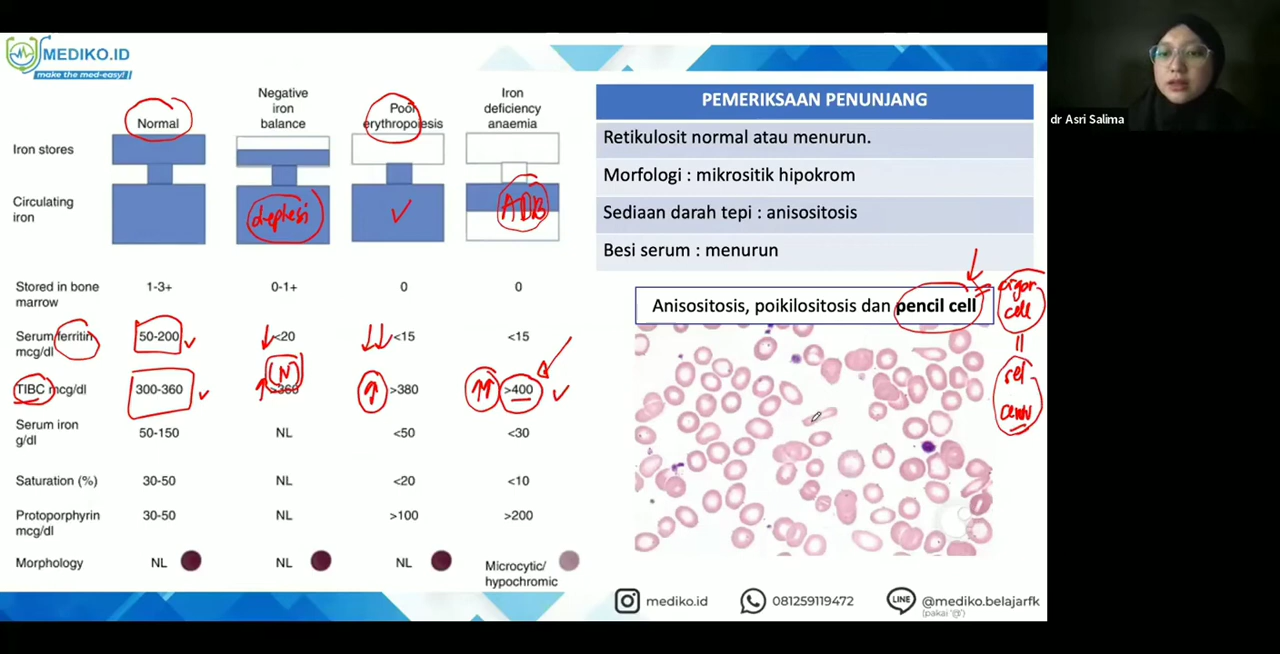 MEDIKO.ID
make the med-easy!
Normal
Negative
iron
balance
Poor
erythropoiesis
Iron
deficiency
anaemia
Iron stores
Circulating
iron
deplesi
ADB
Stored in bone
marrow
1-3+
0-1+
0
0
Serum ferritin
mcg/dl
50-200
<20
<15
<15
N
TIBC mcg/dl
300-360
>360
>380
>400
Serum iron
g/dl
50-150
NL
<50
<30
Saturation (%)
30-50
NL
<20
<10
Protoporphyrin
mcg/dl
30-50
NL
>100
>200
Morphology
NL
NL
NL
Microcytic/
hypochromic
PEMERIKSAAN PENUNJANG
Retikulosit normal atau menurun.
Morfologi : mikrositik hipokrom
Sediaan darah tepi : anisositosis
Besi serum : menurun
Anisositosis, poikilositosis dan pencil cell
cell
sel
mediko.id
081259119472
LINE
@mediko.belajarfk
(pakai '@')
dr Asri Salima